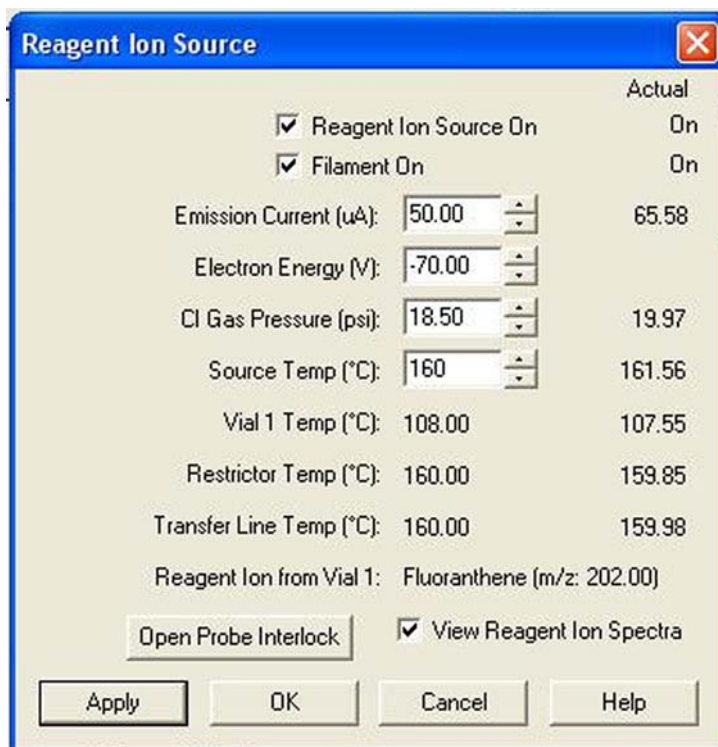 Reagent Ion Source
Actual
Reagent Ion Source On On
Filament On On
Emission Current (uA): 50.00 65.58
Electron Energy (V): -70.00
CI Gas Pressure (psi): 18.50 19.97
Source Temp (°C): 160 161.56
Vial 1 Temp (°C): 108.00 107.55
Restrictor Temp (°C): 160.00 159.85
Transfer Line Temp (°C): 160.00 159.98
Reagent Ion from Vial 1: Fluoranthene (m/z: 202.00)
Open Probe Interlock View Reagent Ion Spectra
Apply OK Cancel Help